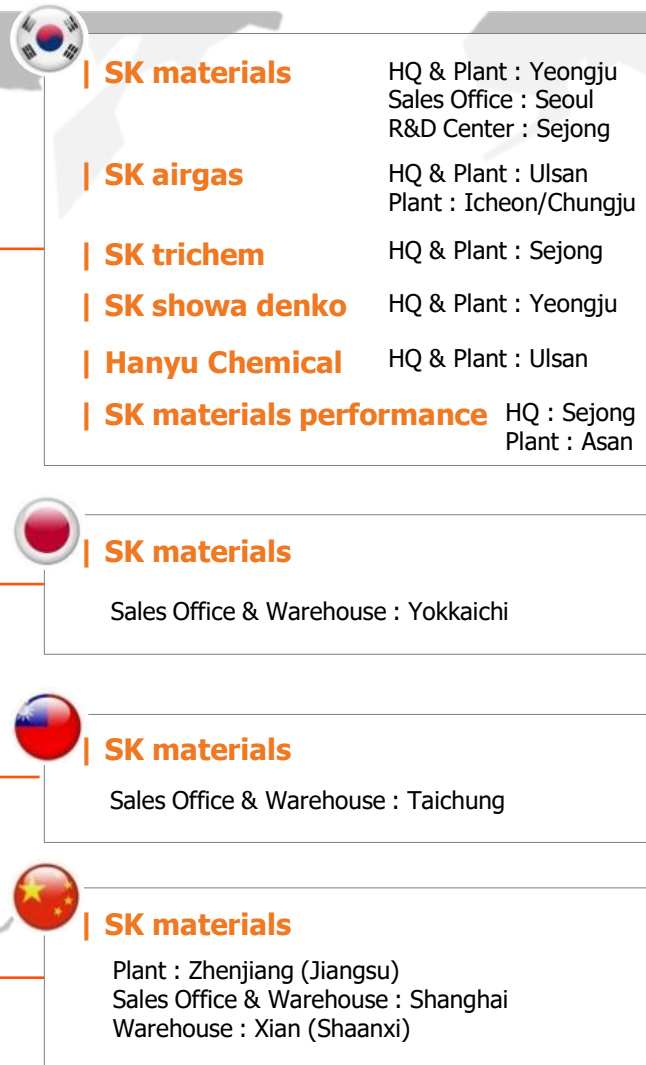 | SK materials HQ & Plant : Yeongju
Sales Office : Seoul
R&D Center : Sejong
| SK airgas HQ & Plant : Ulsan
Plant : Icheon/Chungju
| SK trichem HQ & Plant : Sejong
| SK showa denko HQ & Plant : Yeongju
| Hanyu Chemical HQ & Plant : Ulsan
| SK materials performance HQ : Sejong
Plant : Asan
| SK materials
Sales Office & Warehouse : Yokkaichi
| SK materials
Sales Office & Warehouse : Taichung
| SK materials
Plant : Zhenjiang (Jiangsu)
Sales Office & Warehouse : Shanghai
Warehouse : Xian (Shaanxi)